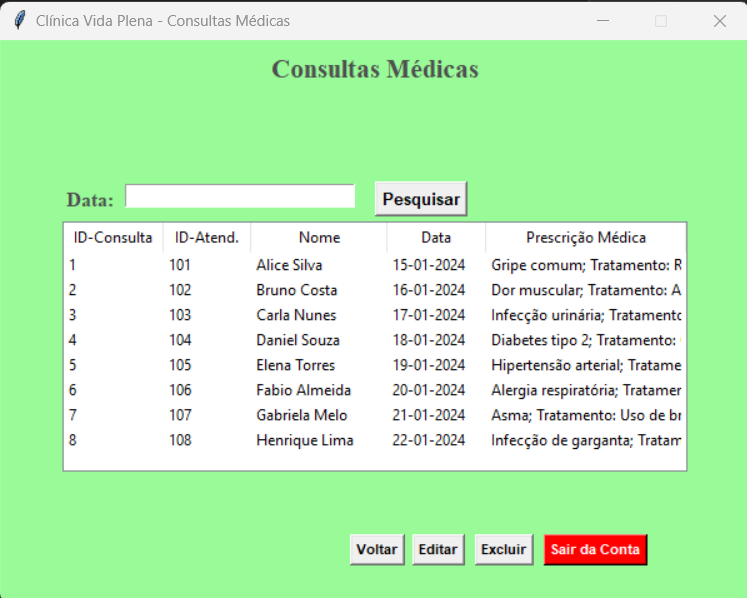 Clínica Vida Plena - Consultas Médicas
Consultas Médicas
Data: Pesquisar
ID-Consulta ID-Atend. Nome Data Prescrição Médica
1 101 Alice Silva 15-01-2024 Gripe comum; Tratamento: R
2 102 Bruno Costa 16-01-2024 Dor muscular; Tratamento: A
3 103 Carla Nunes 17-01-2024 Infecção urinária; Tratamento
4 104 Daniel Souza 18-01-2024 Diabetes tipo 2; Tratamento:
5 105 Elena Torres 19-01-2024 Hipertensão arterial; Tratame
6 106 Fabio Almeida 20-01-2024 Alergia respiratória; Tratamen
7 107 Gabriela Melo 21-01-2024 Asma; Tratamento: Uso de br
8 108 Henrique Lima 22-01-2024 Infecção de garganta; Tratam
Voltar Editar Excluir Sair da Conta